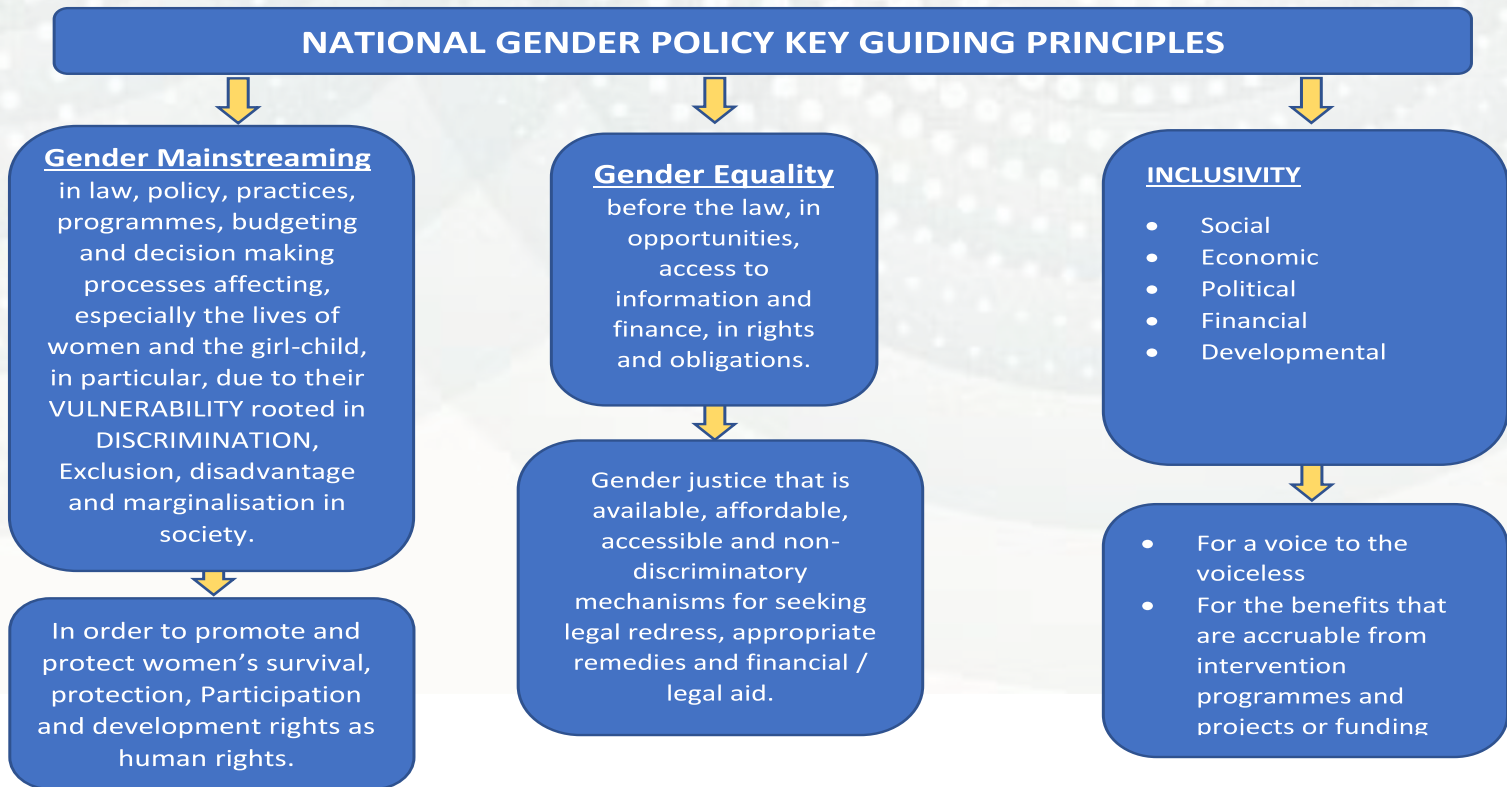 NATIONAL GENDER POLICY KEY GUIDING PRINCIPLES
Gender Mainstreaming
in law, policy, practices,
programmes, budgeting
and decision making
processes affecting,
especially the lives of
women and the girl-child,
in particular, due to their
VULNERABILITY rooted in
DISCRIMINATION,
Exclusion, disadvantage
and marginalisation in
society.
In order to promote and
protect women’s survival,
protection, Participation
and development rights as
human rights.
Gender Equality
before the law, in
opportunities,
access to
information and
finance, in rights
and obligations.
Gender justice that is
available, affordable,
accessible and non-
discriminatory
mechanisms for seeking
legal redress, appropriate
remedies and financial /
legal aid.
INCLUSIVITY
• Social
• Economic
• Political
• Financial
• Developmental
• For a voice to the
voiceless
• For the benefits that
are accruable from
intervention
programmes and
projects or funding